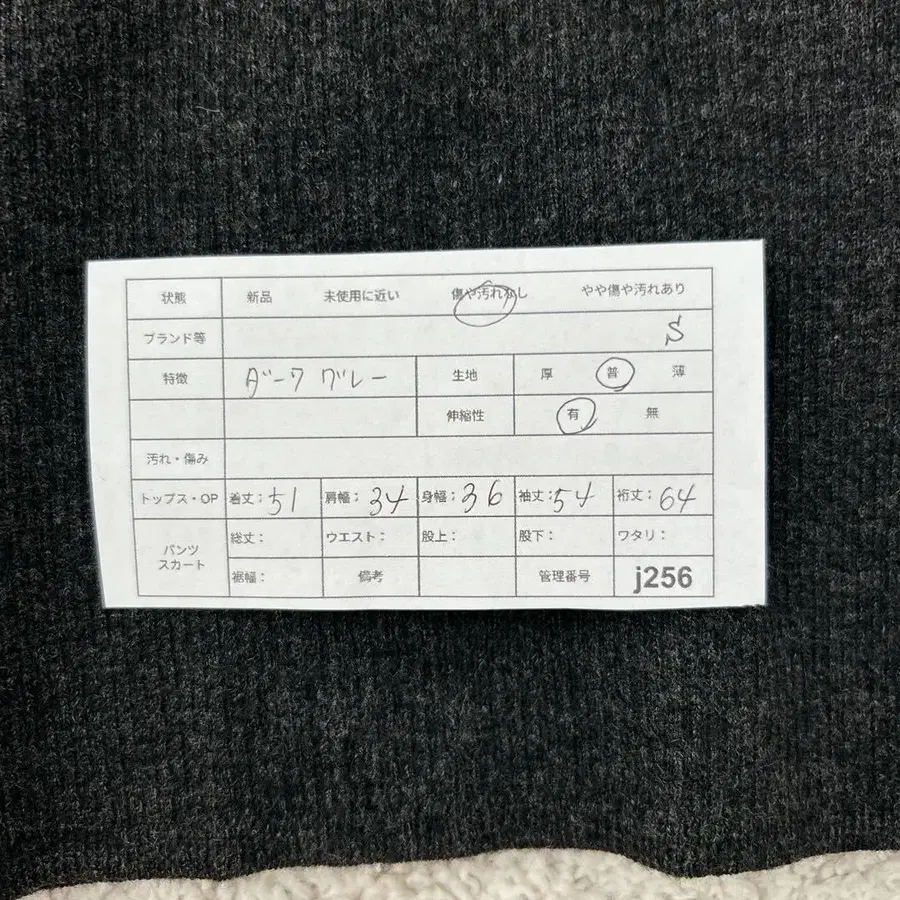 状態 新品 未使用に近い 傷や汚れなし やや傷や汚れあり
ブランド等 S
特徴 ダークグレー 生地 厚 普 薄
伸縮性 有 無
汚れ・傷み
トップス・OP 着丈：51 肩幅：34 身幅：36 袖丈：54 裄丈：64
パンツ スカート 総丈： ウエスト： 股上： 股下： ワタリ：
裾幅： 備考 管理番号 j256